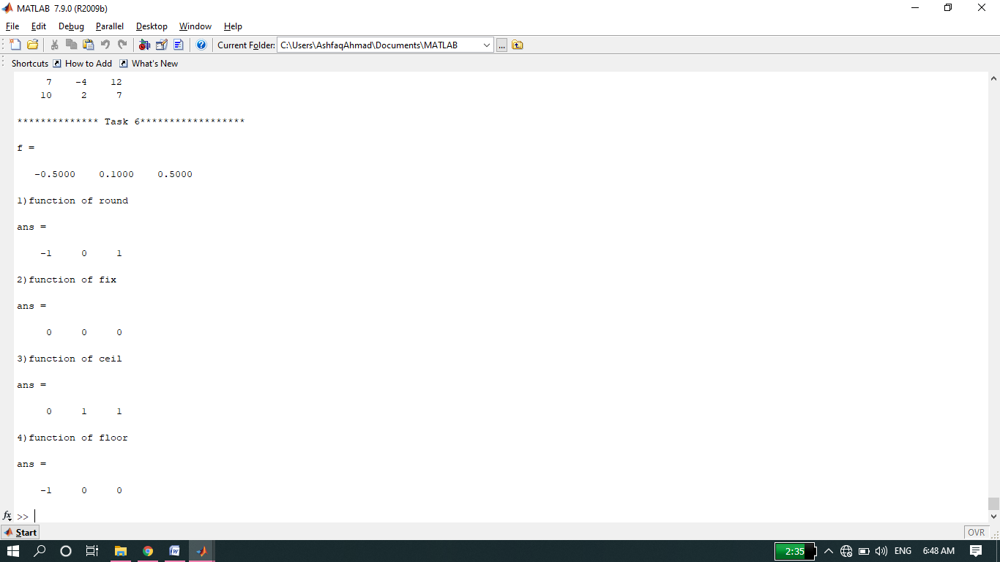 MATLAB 7.9.0 (R2009b)
File Edit Debug Parallel Desktop Window Help
Current Folder: C:\Users\AshfaqAhmad\Documents\MATLAB ...
Shortcuts How to Add What's New
7 -4 12
10 2 7
************** Task 6******************
f =
-0.5000 0.1000 0.5000
1)function of round
ans =
-1 0 1
2)function of fix
ans =
0 0 0
3)function of ceil
ans =
0 1 1
4)function of floor
ans =
-1 0 0
fx >>
Start OVR
2:35 ENG 6:48 AM